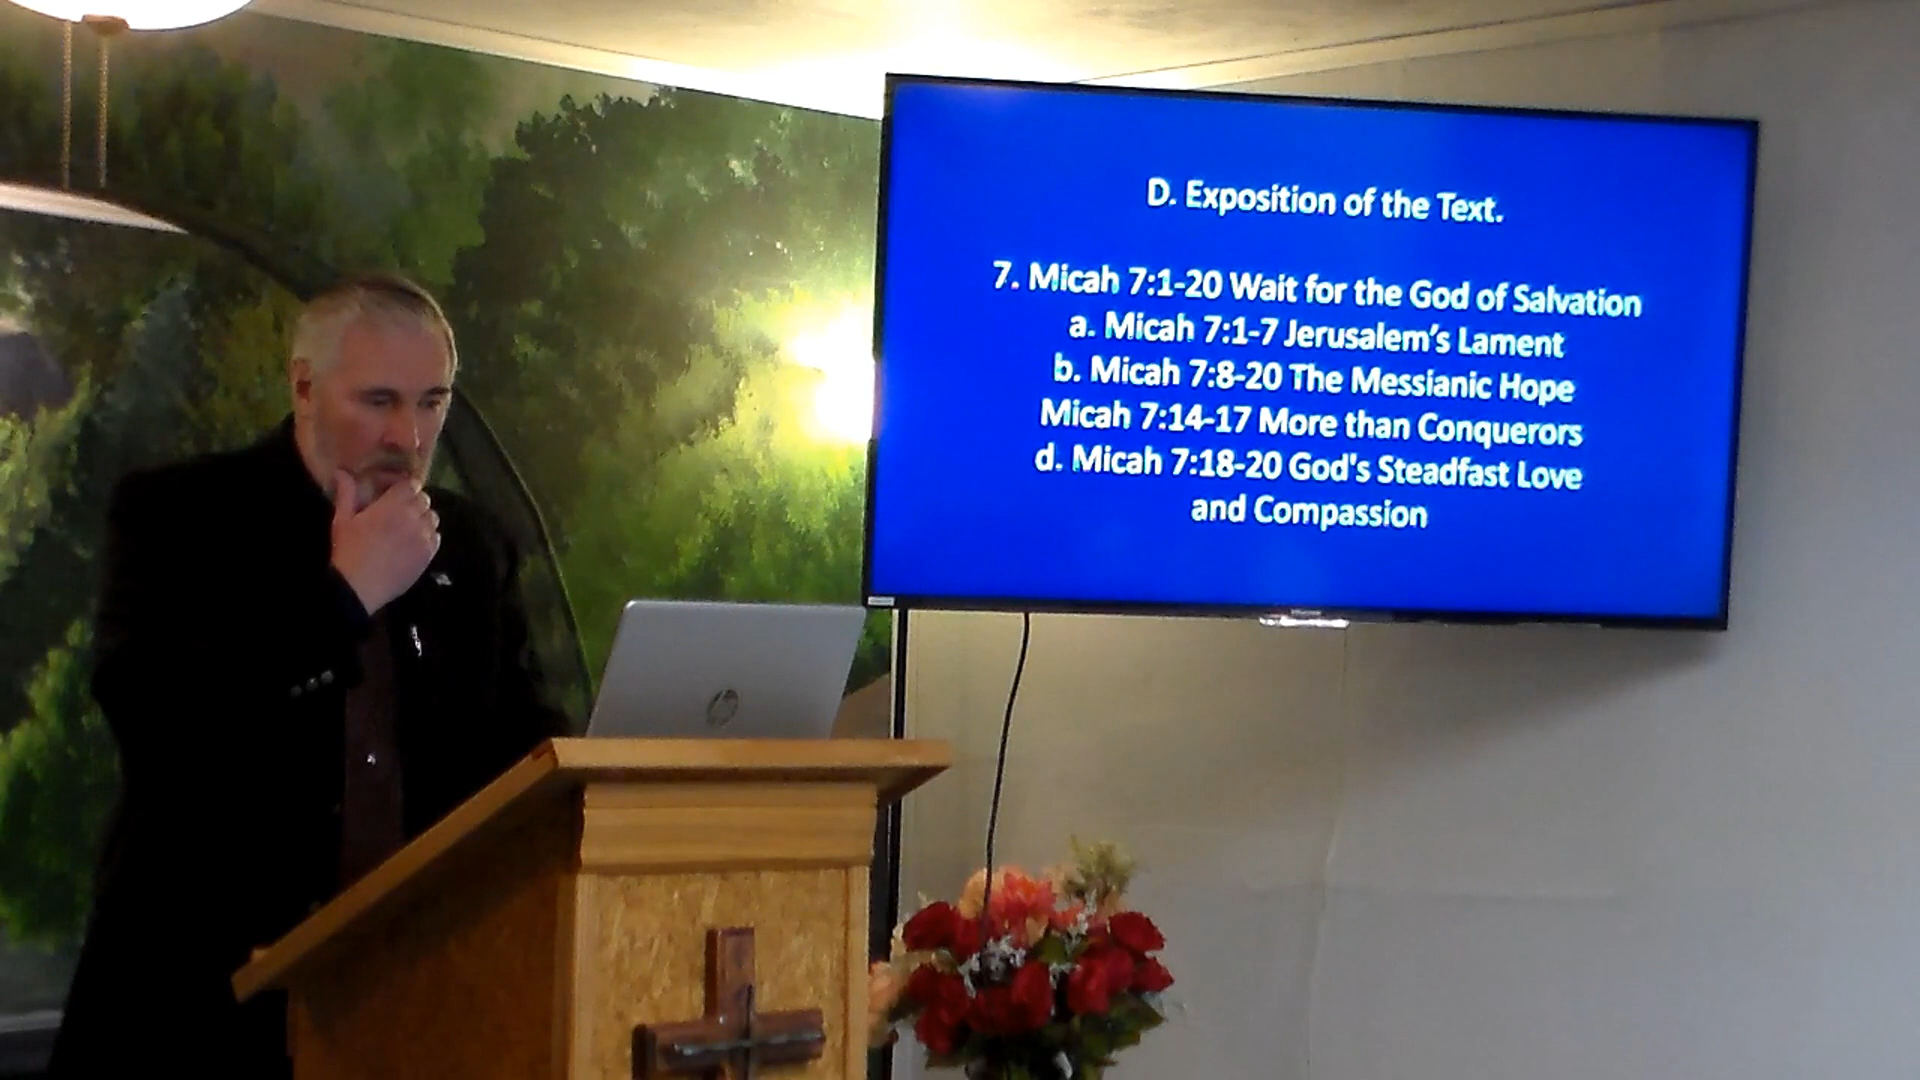 D. Exposition of the Text.
7. Micah 7:1-20 Wait for the God of Salvation
a. Micah 7:1-7 Jerusalem’s Lament
b. Micah 7:8-20 The Messianic Hope
Micah 7:14-17 More than Conquerors
d. Micah 7:18-20 God's Steadfast Love
and Compassion
hp